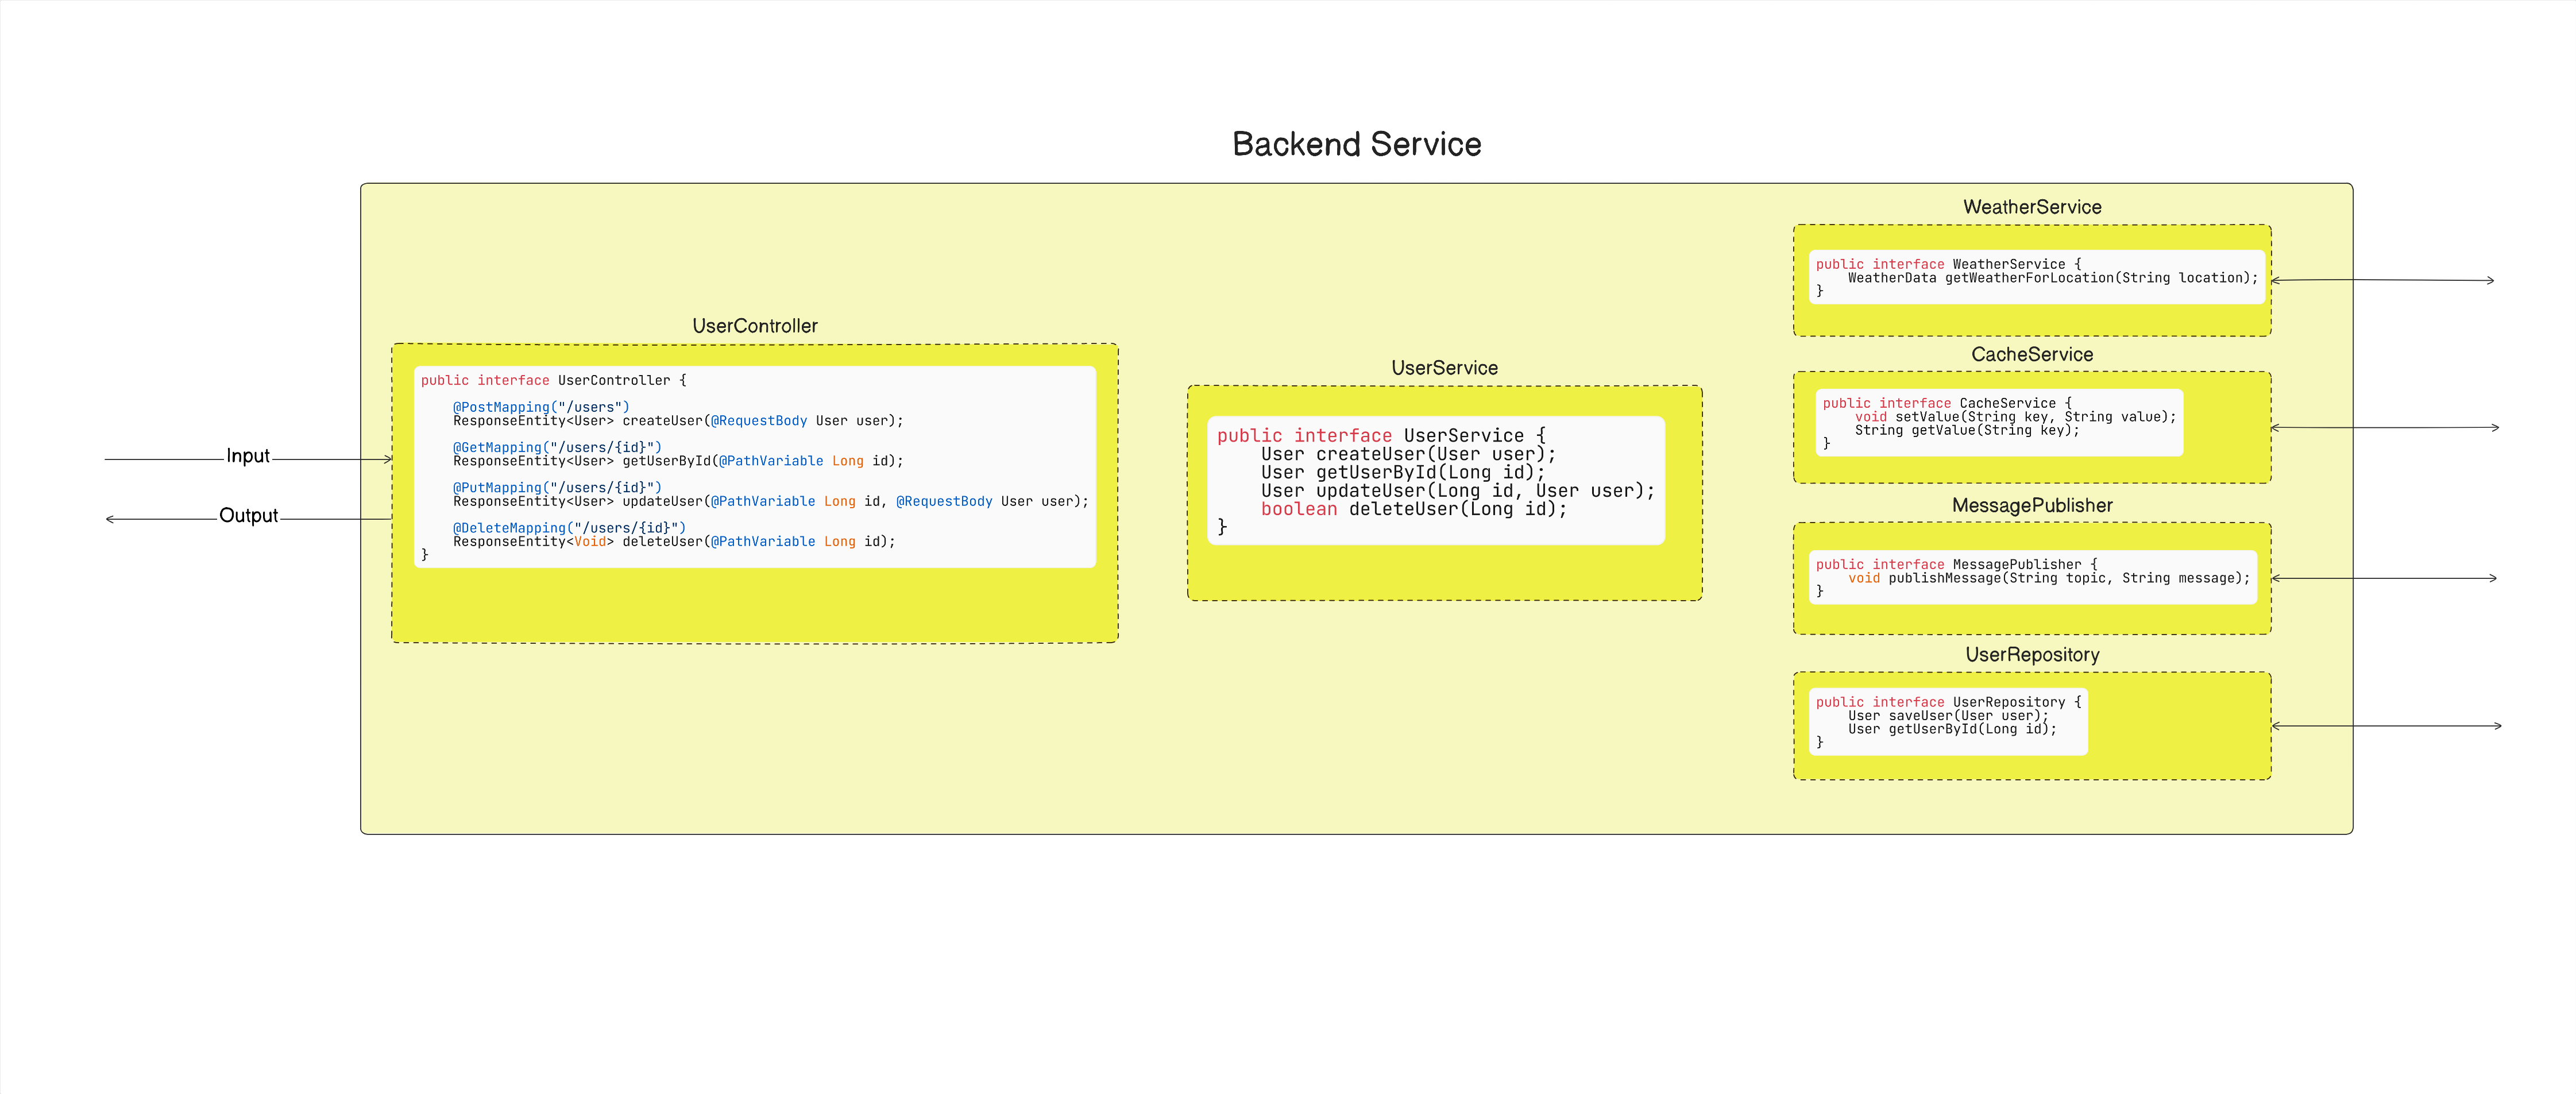 Backend Service
Input
Output
UserController
public interface UserController {
@PostMapping("/users")
ResponseEntity<User> createUser(@RequestBody User user);
@GetMapping("/users/{id}")
ResponseEntity<User> getUserById(@PathVariable Long id);
@PutMapping("/users/{id}")
ResponseEntity<User> updateUser(@PathVariable Long id, @RequestBody User user);
@DeleteMapping("/users/{id}")
ResponseEntity<Void> deleteUser(@PathVariable Long id);
}
UserService
public interface UserService {
User createUser(User user);
User getUserById(Long id);
User updateUser(Long id, User user);
boolean deleteUser(Long id);
}
WeatherService
public interface WeatherService {
WeatherData getWeatherForLocation(String location);
}
CacheService
public interface CacheService {
void setValue(String key, String value);
String getValue(String key);
}
MessagePublisher
public interface MessagePublisher {
void publishMessage(String topic, String message);
}
UserRepository
public interface UserRepository {
User saveUser(User user);
User getUserById(Long id);
}